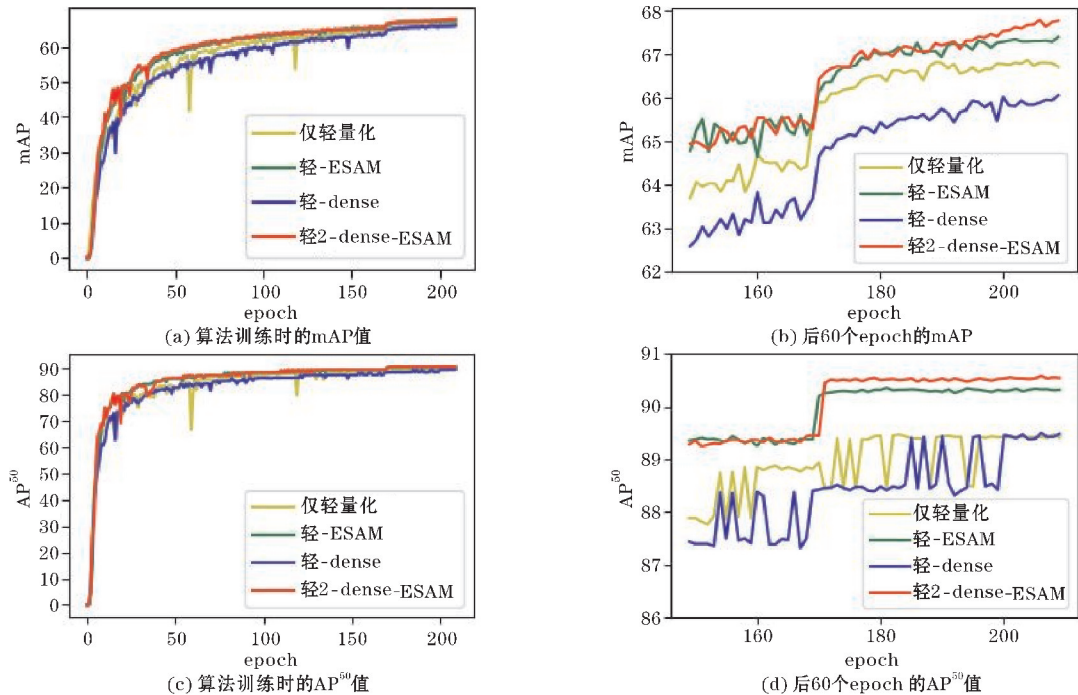 60
50
40
30
20
10
0
mAP
仅轻量化
轻-ESAM
轻-dense
轻2-dense-ESAM
0 50 100 150 200
epoch
(a) 算法训练时的mAP值
68
67
66
65
64
63
62
mAP
仅轻量化
轻-ESAM
轻-dense
轻2-dense-ESAM
160 180 200
epoch
(b) 后60个epoch的mAP
90
80
70
60
50
40
30
20
10
0
AP⁵⁰
仅轻量化
轻-ESAM
轻-dense
轻2-dense-ESAM
0 50 100 150 200
epoch
(c) 算法训练时的AP⁵⁰值
91
90
89
88
87
86
AP⁵⁰
仅轻量化
轻-ESAM
轻-dense
轻2-dense-ESAM
160 180 200
epoch
(d) 后60个epoch 的AP⁵⁰值